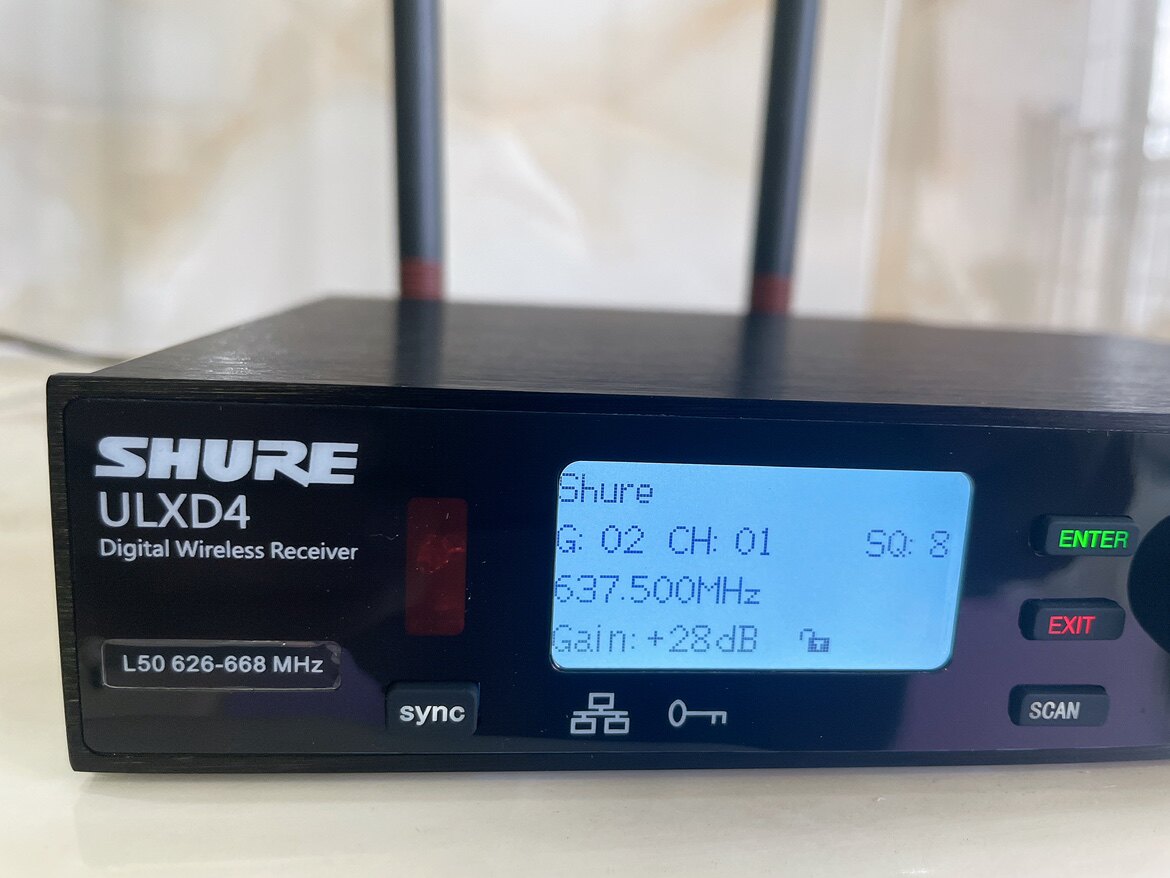 SHURE
ULXD4
Digital Wireless Receiver
L50 626-668 MHz
sync
Shure
G: 02 CH: 01 SQ: 8
637.500MHz
Gain: +28dB
ENTER
EXIT
SCAN